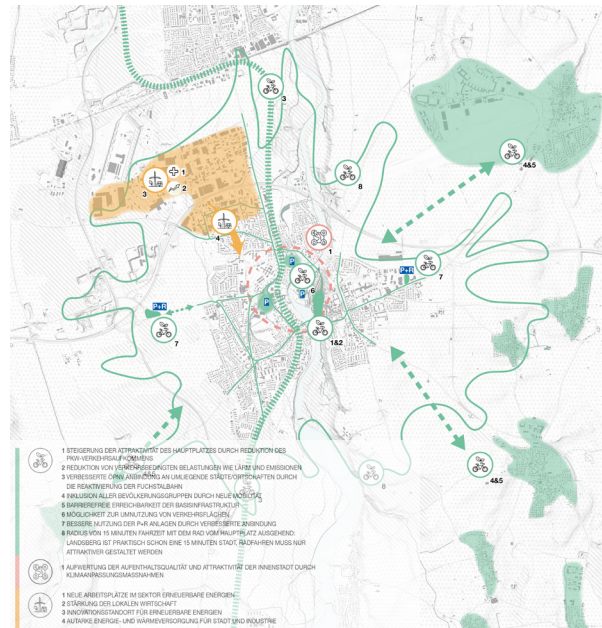 3
4&5
8
1
3
2
4
1
P
7
P+R
6
P
P
P+R
7
1&2
4&5
8
1 STEIGERUNG DER ATTRAKTIVITÄT DES HAUPTPLATZES DURCH REDUKTION DES
PKW-VERKEHRSAUFKOMMENS
2 REDUKTION VON VERKEHRSBEDINGTEN BELASTUNGEN WIE LÄRM UND EMISSIONEN
3 VERBESSERTE ÖPNV ANBINDUNG AN UMLIEGENDE STÄDTE/ORTSCHAFTEN DURCH
DIE REAKTIVIERUNG DER FUCHSTALBAHN
4 INKLUSION ALLER BEVÖLKERUNGSGRUPPEN DURCH NEUE MOBILITÄT
5 BARRIEREFREIE ERREICHBARKEIT DER BASISINFRASTRUKTUR
6 MÖGLICHKEIT ZUR UMNUTZUNG VON VERKEHRSFLÄCHEN
7 BESSERE NUTZUNG DER P+R ANLAGEN DURCH VERBESSERTE ANBINDUNG
8 RADIUS VON 15 MINUTEN FAHRZEIT MIT DEM RAD VOM HAUPTPLATZ AUSGEHEND:
LANDSBERG IST PRAKTISCH SCHON EINE 15 MINUTEN STADT, RADFAHREN MUSS NUR
ATTRAKTIVER GESTALTET WERDEN
1 AUFWERTUNG DER AUFENTHALTSQUALITÄT UND ATTRAKTIVITÄT DER INNENSTADT DURCH
KLIMAANPASSUNGSMASSNAHMEN
1 NEUE ARBEITSPLÄTZE IM SEKTOR ERNEUERBARE ENERGIEN
2 STÄRKUNG DER LOKALEN WIRTSCHAFT
3 INNOVATIONSSTANDORT FÜR ERNEUERBARE ENERGIEN
4 AUTARKE ENERGIE- UND WÄRMEVERSORGUNG FÜR STADT UND INDUSTRIE